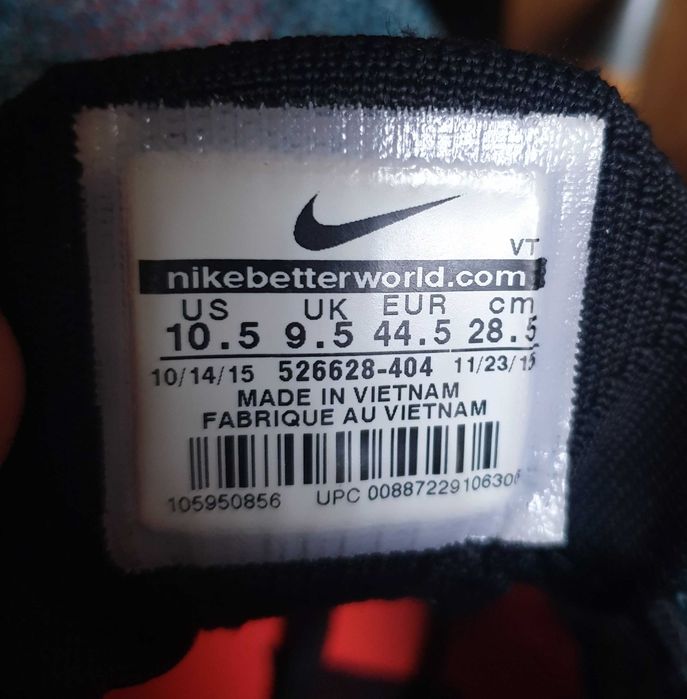 VT
nikebetterworld.com
US UK EUR cm
10.5 9.5 44.5 28.5
10/14/15 526628-404 11/23/15
MADE IN VIETNAM
FABRIQUE AU VIETNAM
105950856 UPC 00887229106306